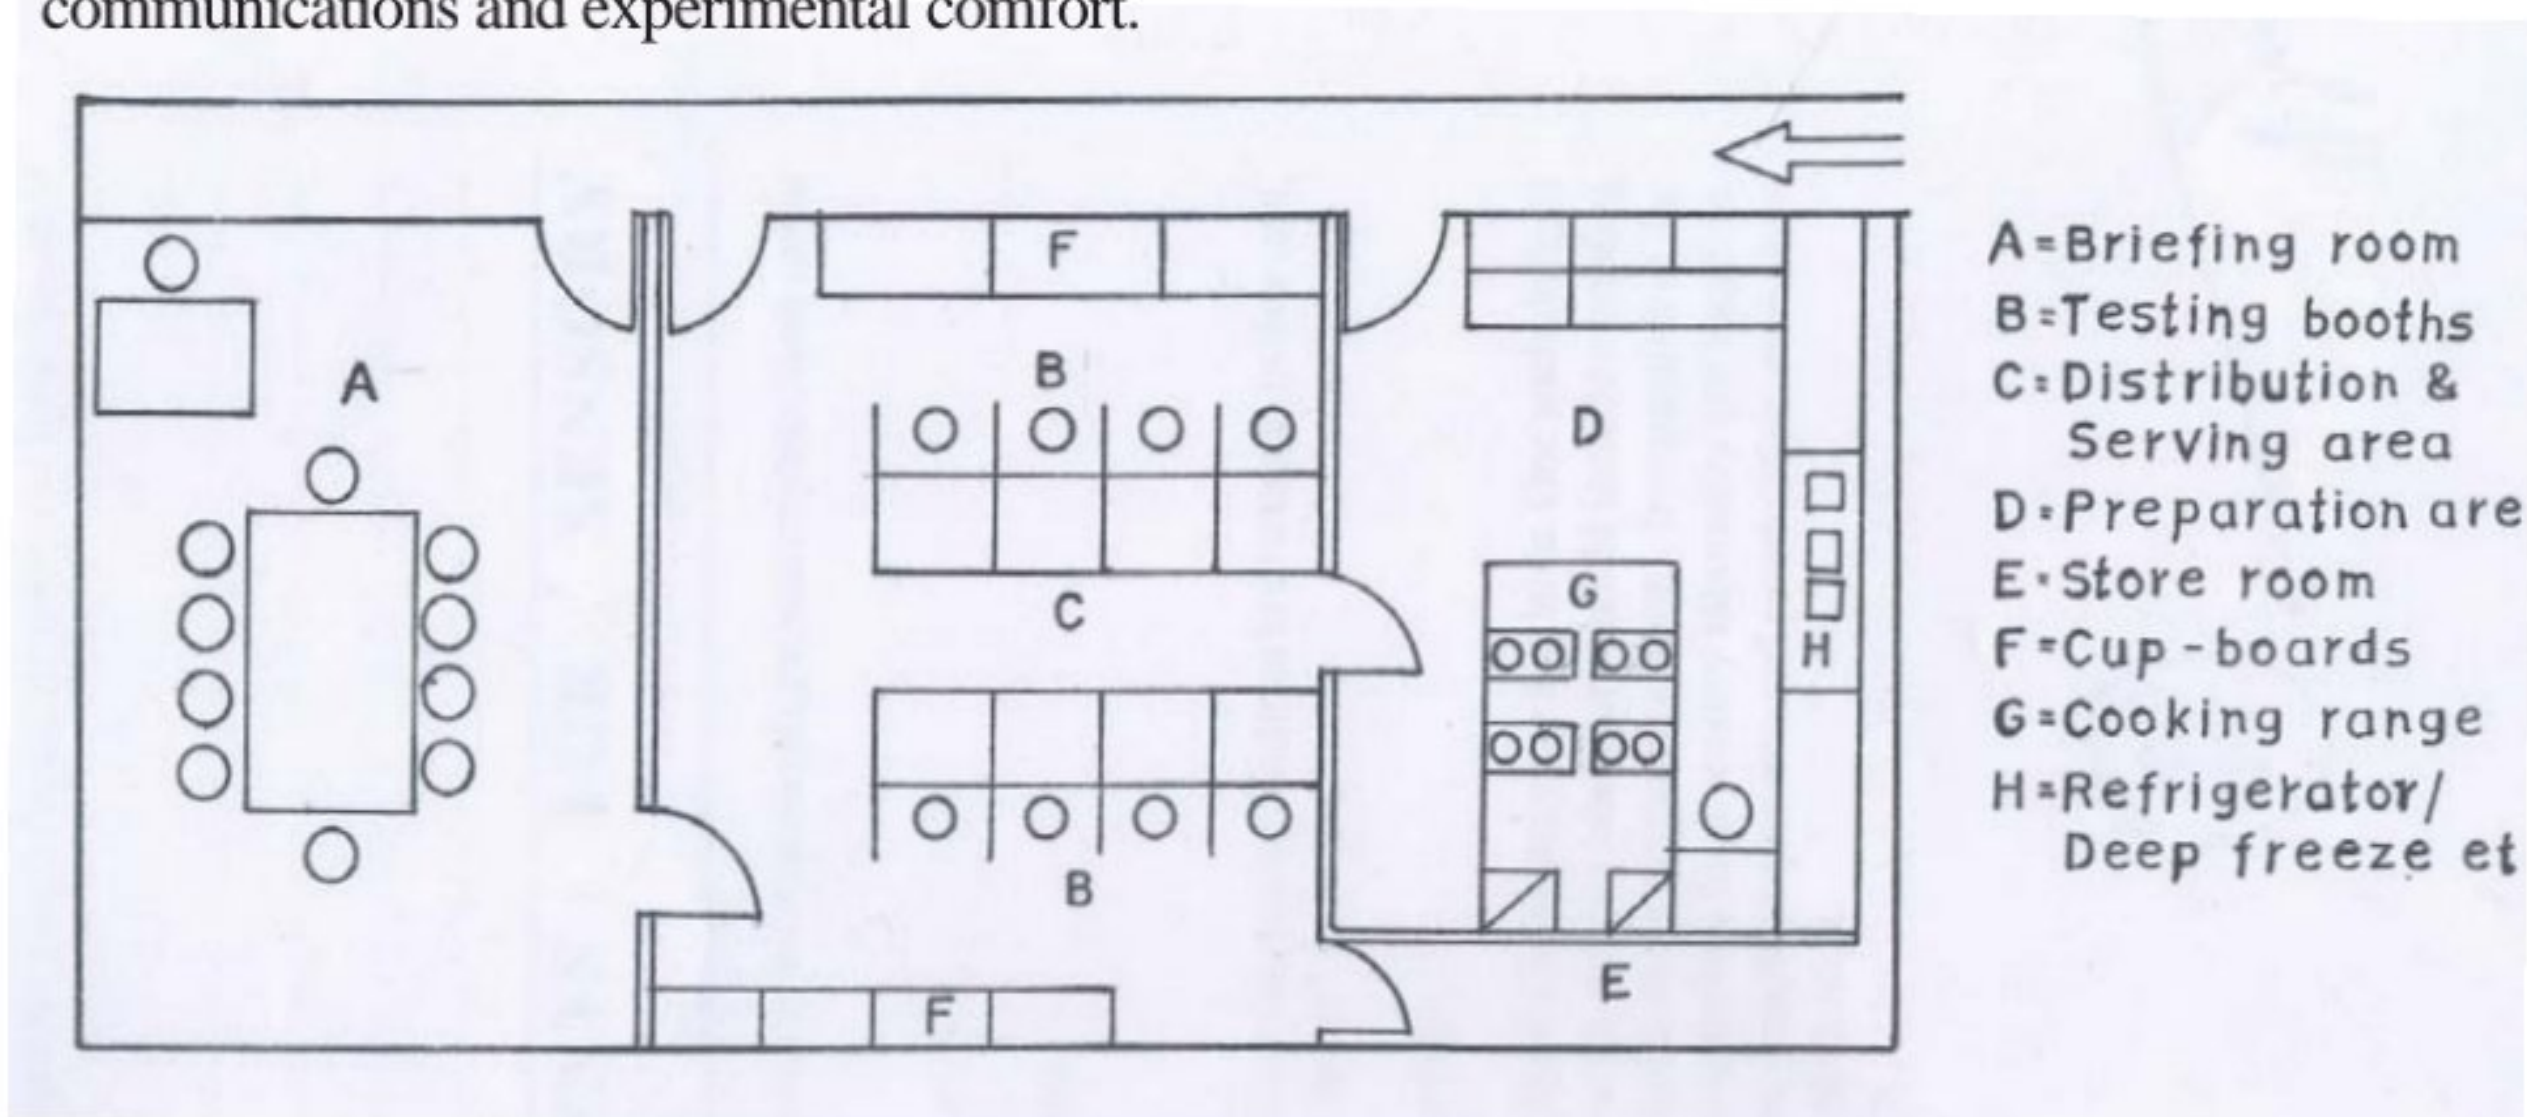 communications and experimental comfort.
F
B
A
D
G
C
H
B
E
F
A=Briefing room
B=Testing booths
C=Distribution &
Serving area
D=Preparation are
E=Store room
F=Cup-boards
G=Cooking range
H=Refrigerator/
Deep freeze et